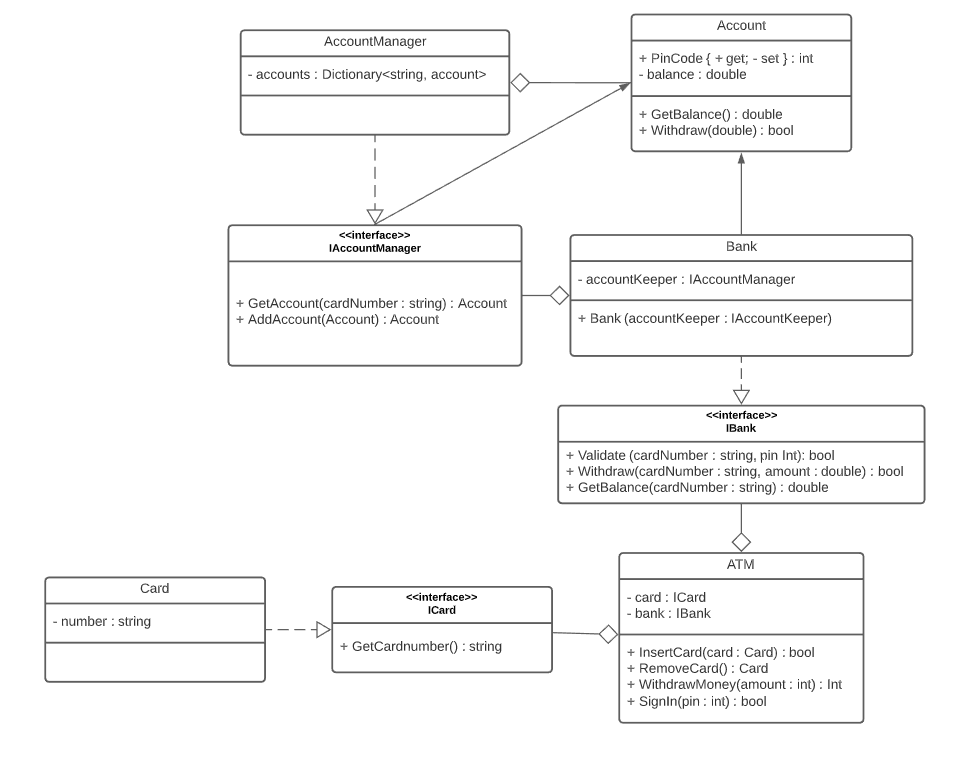 AccountManager
- accounts : Dictionary<string, account>
Account
+ PinCode { + get; - set } : int
- balance : double
+ GetBalance() : double
+ Withdraw(double) : bool
<<interface>>
IAccountManager
+ GetAccount(cardNumber : string) : Account
+ AddAccount(Account) : Account
Bank
- accountKeeper : IAccountManager
+ Bank (accountKeeper : IAccountKeeper)
<<interface>>
IBank
+ Validate (cardNumber : string, pin Int): bool
+ Withdraw(cardNumber : string, amount : double) : bool
+ GetBalance(cardNumber : string) : double
Card
- number : string
<<interface>>
ICard
+ GetCardnumber() : string
ATM
- card : ICard
- bank : IBank
+ InsertCard(card : Card) : bool
+ RemoveCard() : Card
+ WithdrawMoney(amount : int) : Int
+ SignIn(pin : int) : bool